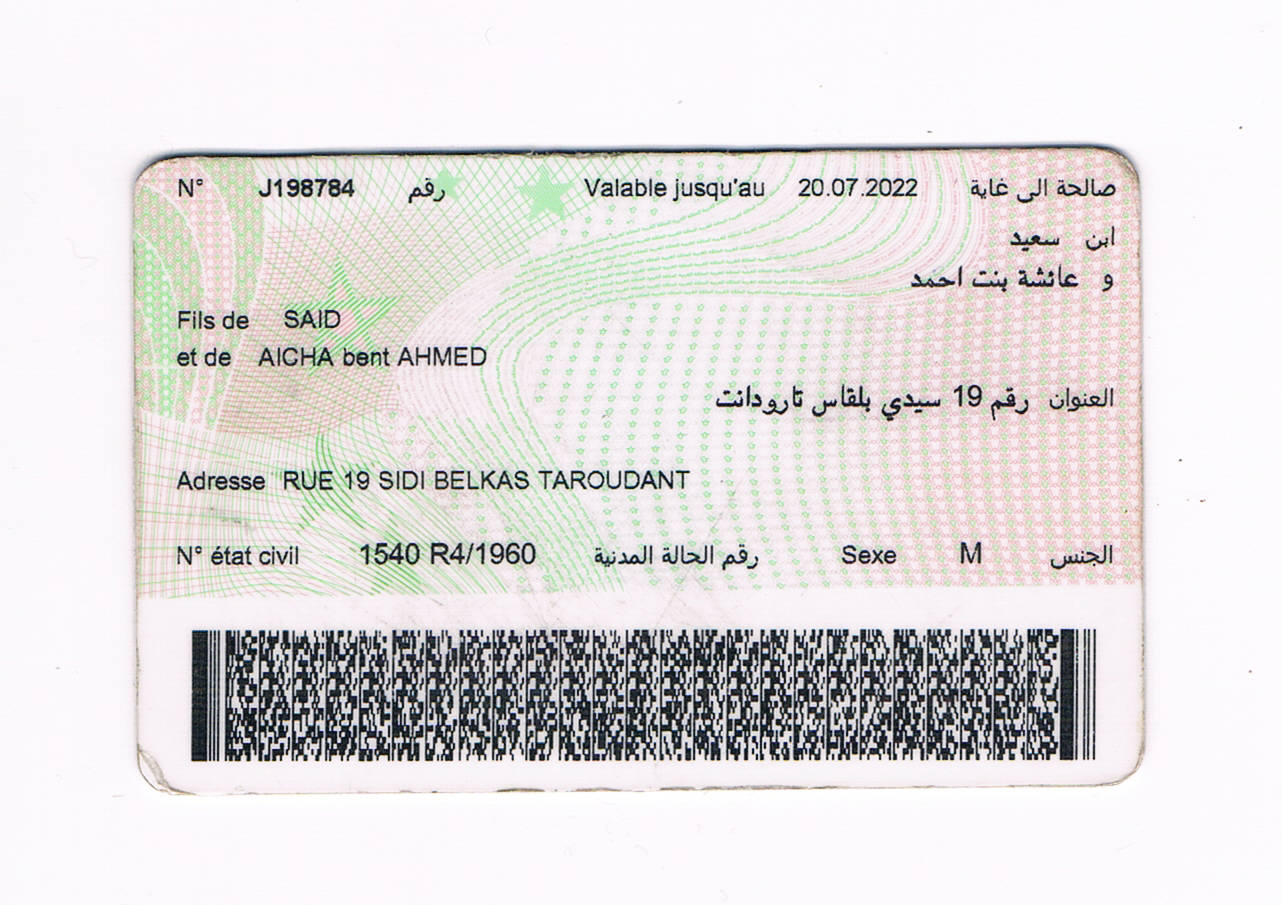 N° J198784 رقم Valable jusqu'au 20.07.2022 صالحة الى غاية
ابن سعيد
و عائشة بنت احمد
Fils de SAID
et de AICHA bent AHMED
العنوان رقم 19 سيدي بلقاس تارودانت
Adresse RUE 19 SIDI BELKAS TAROUDANT
N° état civil 1540 R4/1960 رقم الحالة المدنية Sexe M الجنس